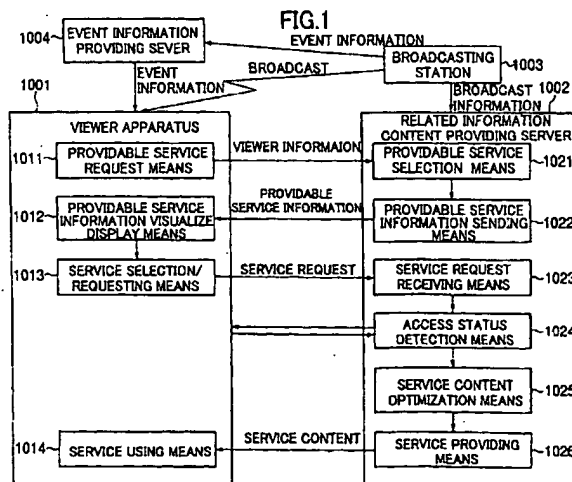 FIG.1
1004
EVENT INFORMATION
PROVIDING SEVER
EVENT INFORMATION
BROADCASTING
STATION
1003
EVENT
INFORMATION
BROADCAST
BROADCAST
INFORMATION
1001
1002
VIEWER APPARATUS
RELATED INFORMATION
CONTENT PROVIDING SERVER
1011
PROVIDABLE SERVICE
REQUEST MEANS
VIEWER INFORMAION
PROVIDABLE SERVICE
SELECTION MEANS
1021
1012
PROVIDABLE SERVICE
INFORMATION VISUALIZE
DISPLAY MEANS
PROVIDABLE
SERVICE INFORMATION
PROVIDABLE SERVICE
INFORMATION SENDING
MEANS
1022
1013
SERVICE SELECTION/
REQUESTING MEANS
SERVICE REQUEST
SERVICE REQUEST
RECEIVING MEANS
1023
ACCESS STATUS
DETECTION MEANS
1024
SERVICE CONTENT
OPTIMIZATION MEANS
1025
1014
SERVICE USING MEANS
SERVICE CONTENT
SERVICE PROVIDING
MEANS
1026